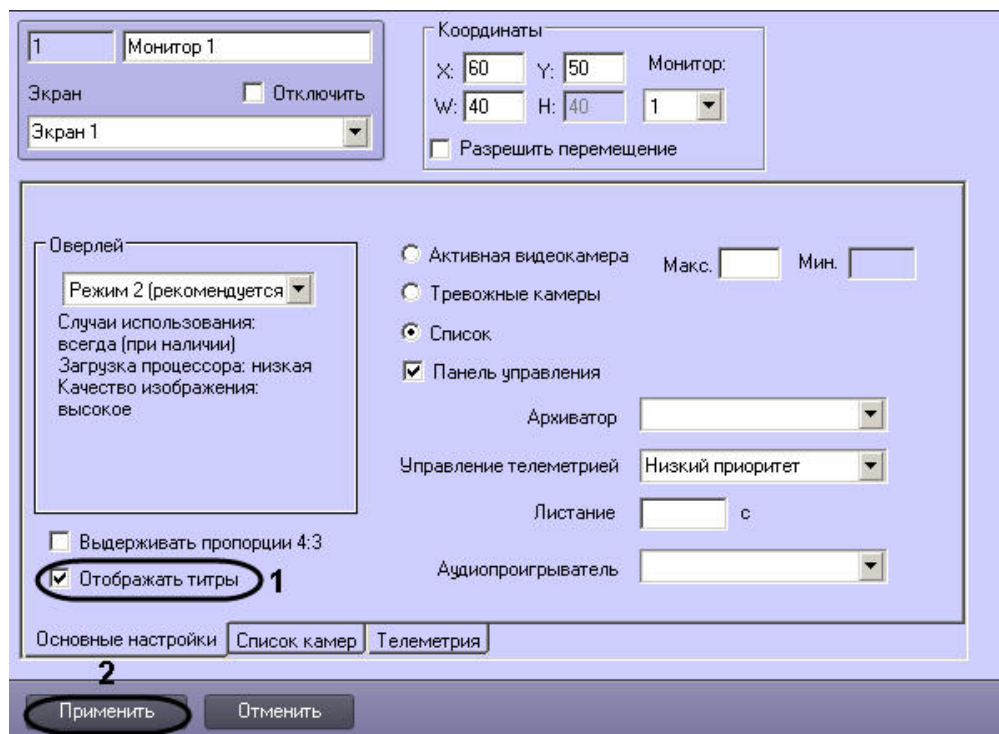 1 Монитор 1
Экран Отключить
Экран 1
Координаты
X: 60 Y: 50 Монитор:
W: 40 H: 40 1
Разрешить перемещение
Оверлей
Режим 2 (рекомендуется
Случаи использования:
всегда (при наличии)
Загрузка процессора: низкая
Качество изображения:
высокое
Выдерживать пропорции 4:3
Отображать титры 1
Активная видеокамера Макс. Мин.
Тревожные камеры
Список
Панель управления
Архиватор
Управление телеметрией Низкий приоритет
Листание с
Аудиопроигрыватель
Основные настройки Список камер Телеметрия
2
Применить Отменить